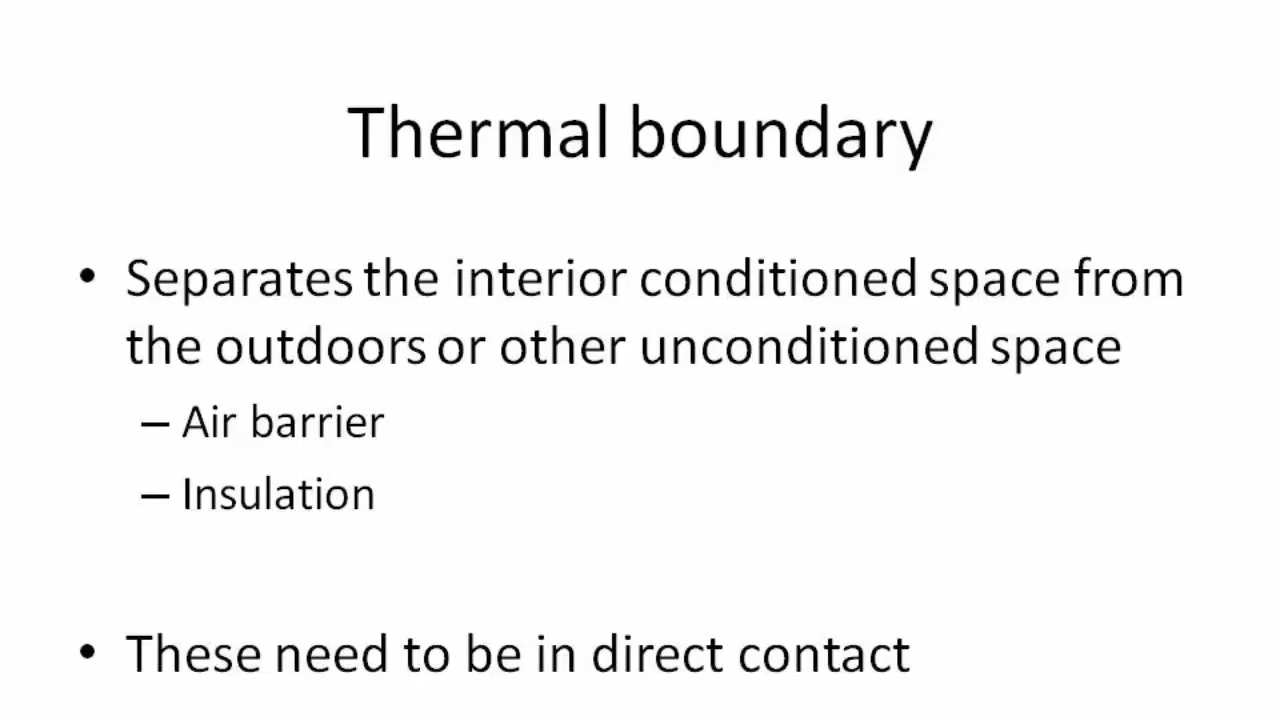 Thermal boundary
• Separates the interior conditioned space from
the outdoors or other unconditioned space
– Air barrier
– Insulation
• These need to be in direct contact